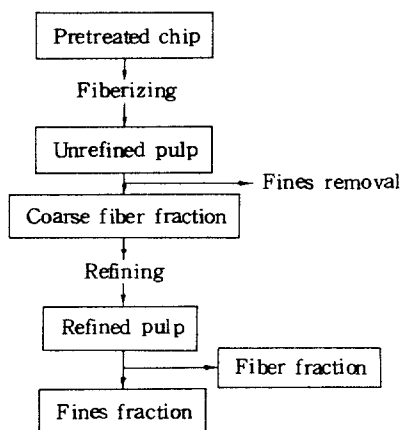 Pretreated chip
Fiberizing
Unrefined pulp
Fines removal
Coarse fiber fraction
Refining
Refined pulp
Fiber fraction
Fines fraction